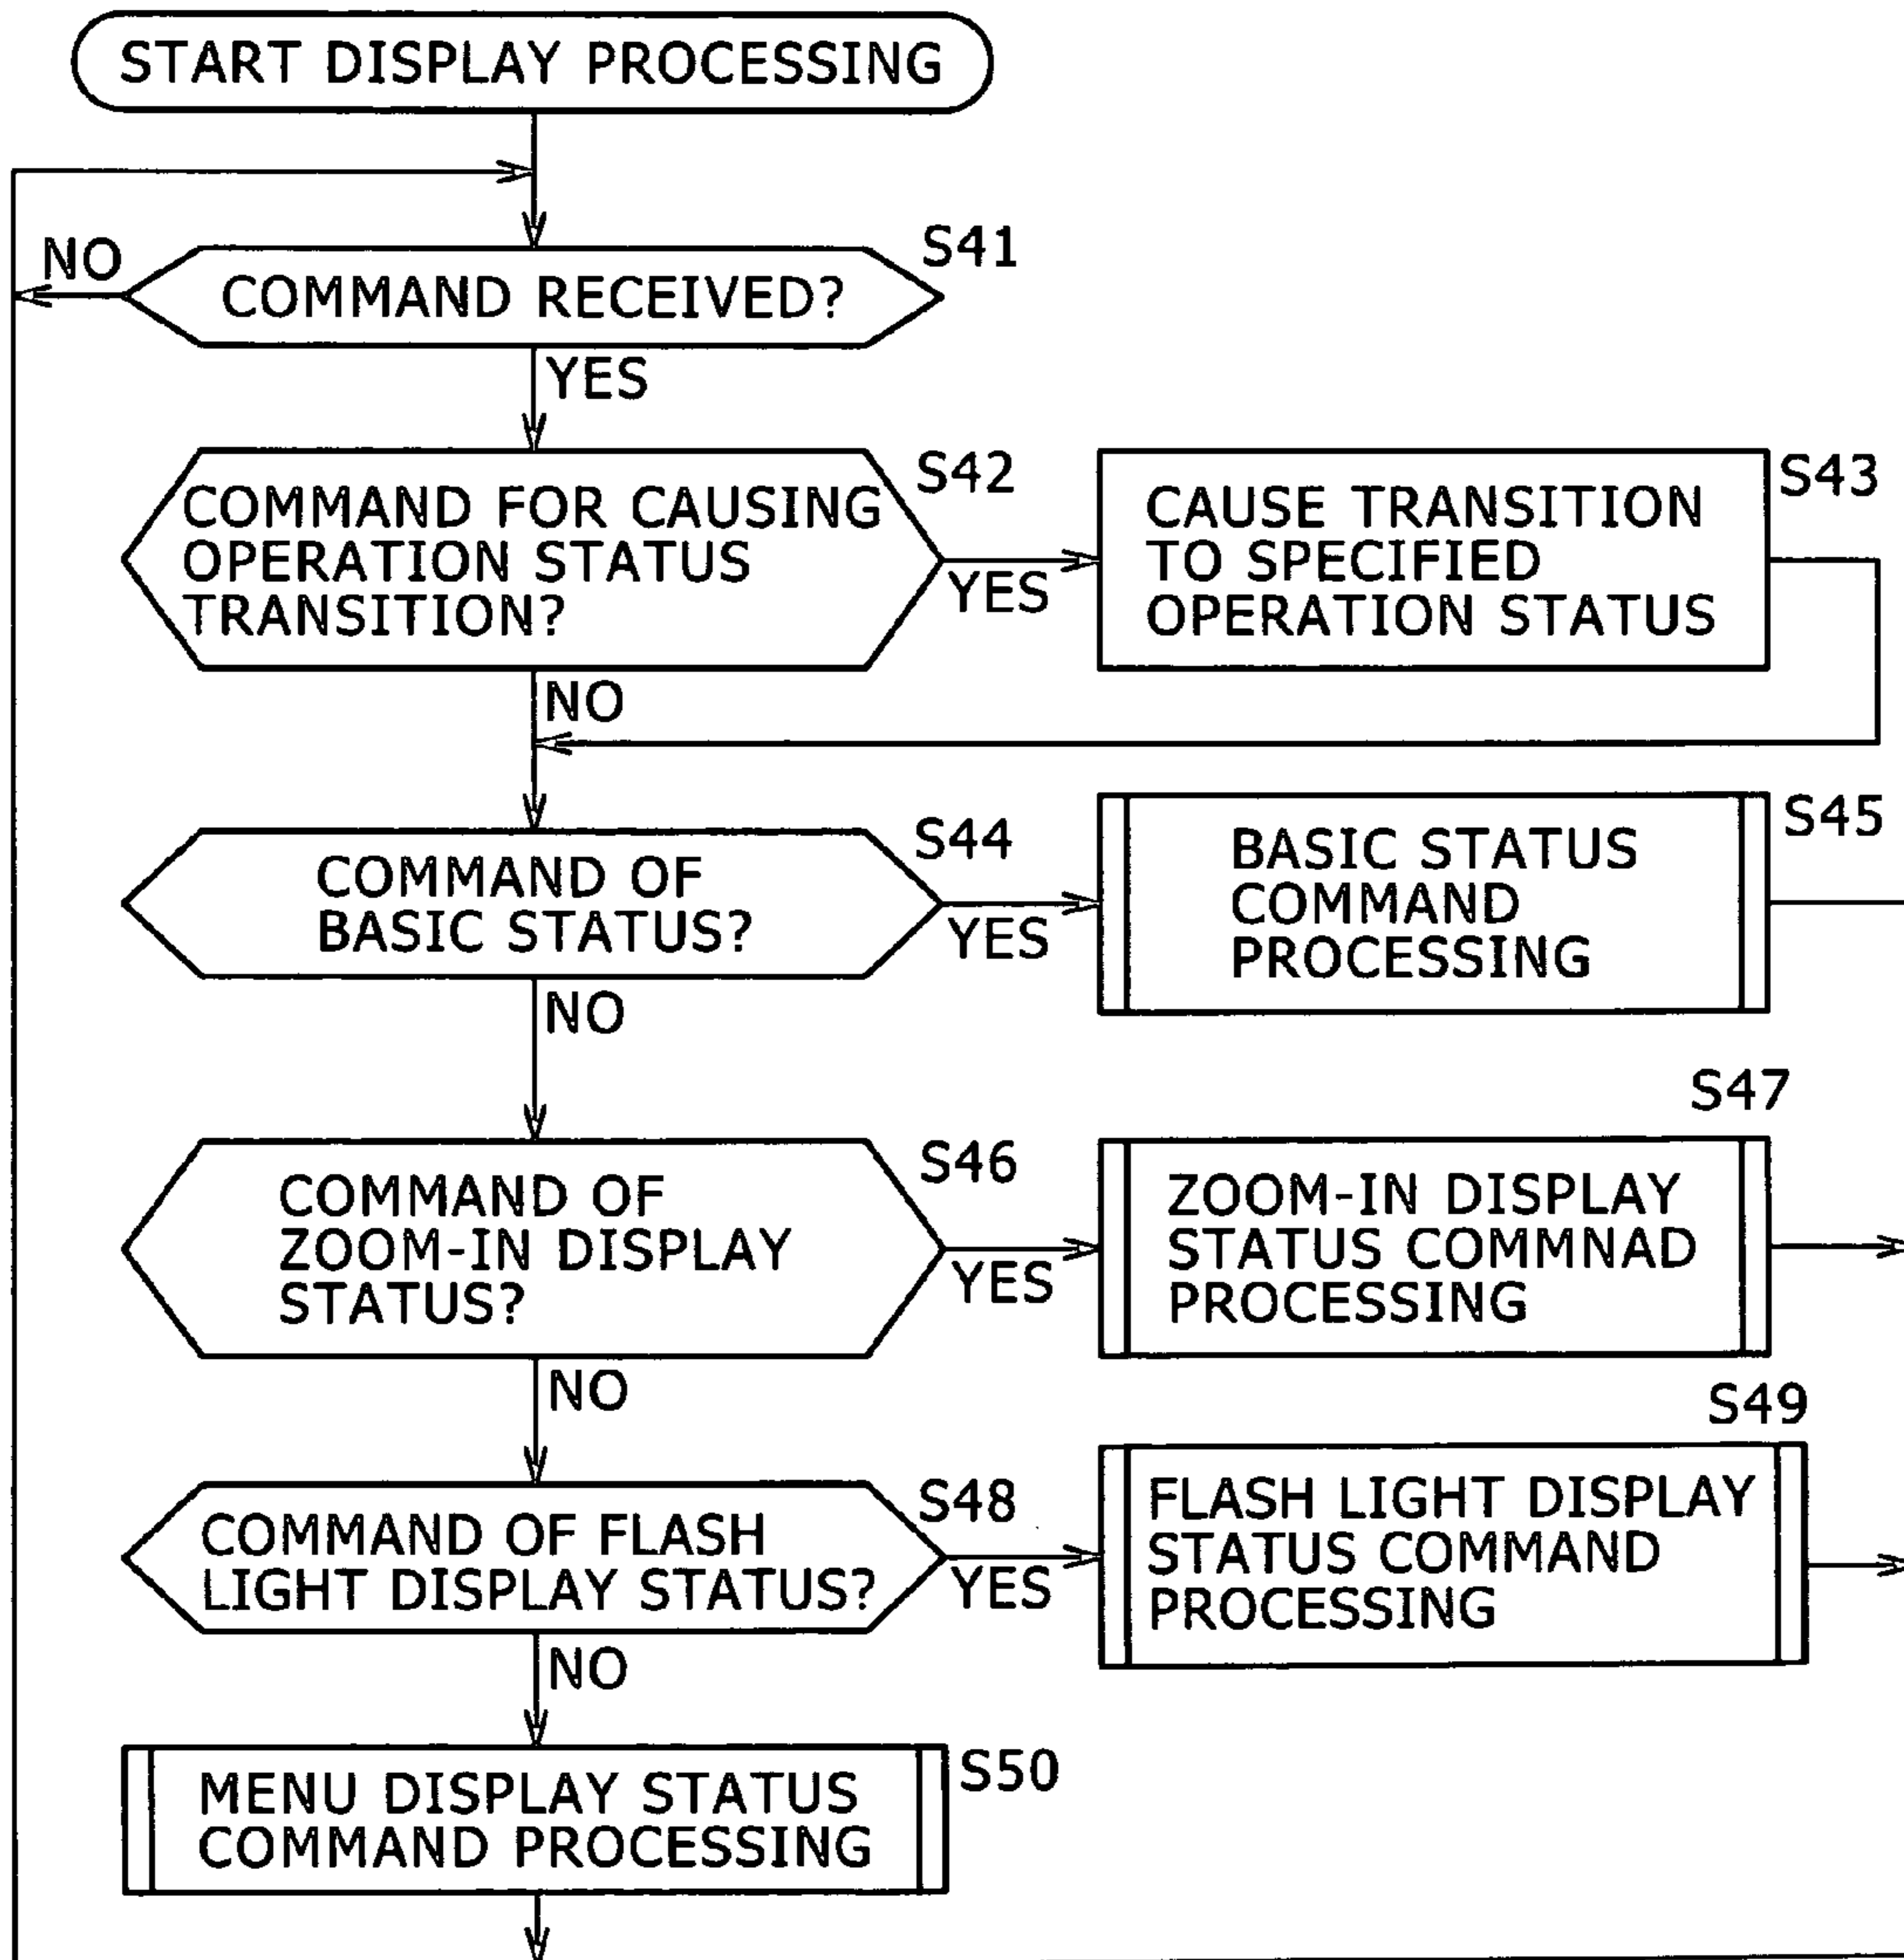 START DISPLAY PROCESSING
NO
S41
COMMAND RECEIVED?
YES
S42
COMMAND FOR CAUSING
OPERATION STATUS
TRANSITION?
YES
S43
CAUSE TRANSITION
TO SPECIFIED
OPERATION STATUS
NO
S44
COMMAND OF
BASIC STATUS?
YES
S45
BASIC STATUS
COMMAND
PROCESSING
NO
S46
COMMAND OF
ZOOM-IN DISPLAY
STATUS?
YES
S47
ZOOM-IN DISPLAY
STATUS COMMNAD
PROCESSING
NO
S48
COMMAND OF FLASH
LIGHT DISPLAY STATUS?
YES
S49
FLASH LIGHT DISPLAY
STATUS COMMAND
PROCESSING
NO
S50
MENU DISPLAY STATUS
COMMAND PROCESSING